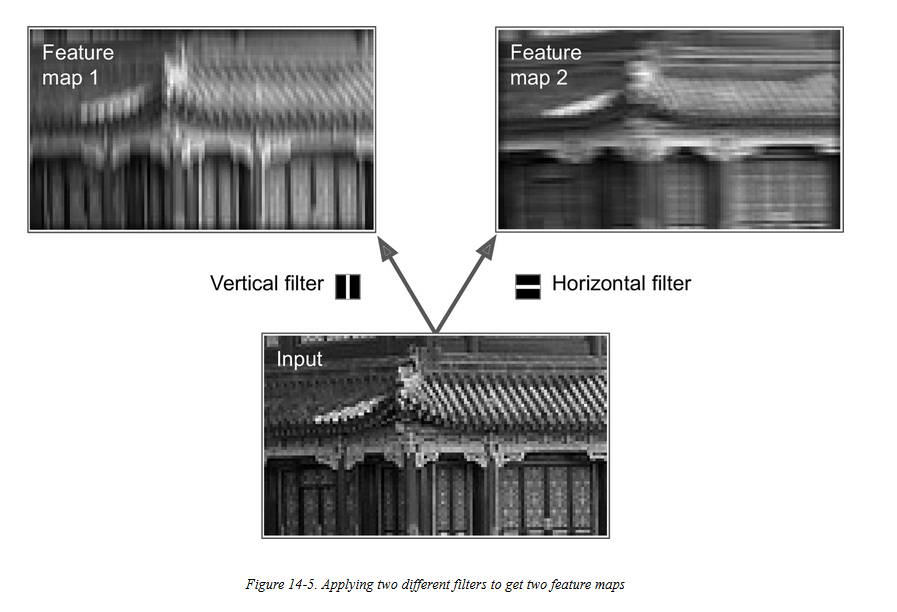 Feature
map 1
Feature
map 2
Vertical filter
Horizontal filter
Input
Figure 14-5. Applying two different filters to get two feature maps